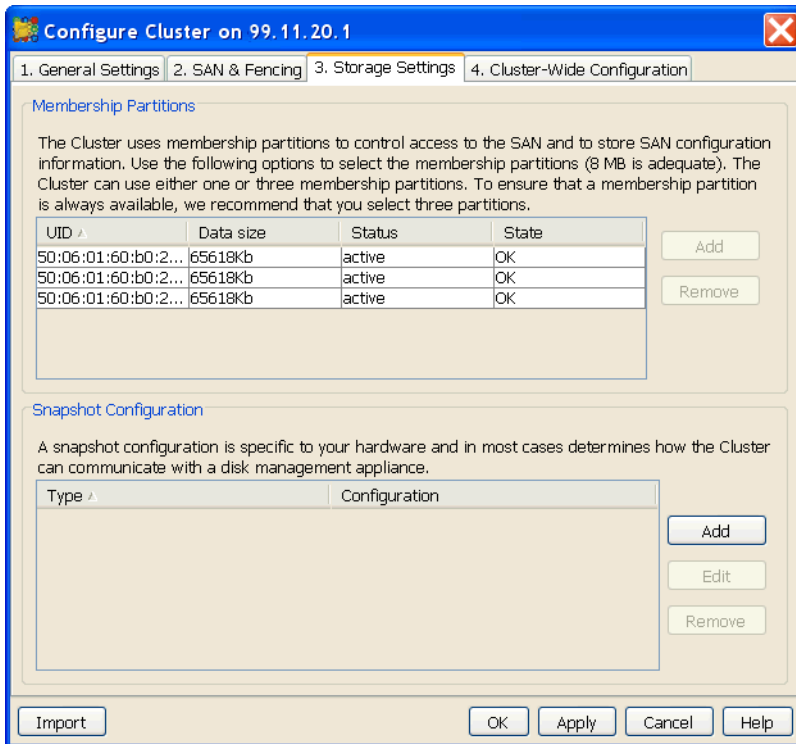 Configure Cluster on 99.11.20.1
1. General Settings 2. SAN & Fencing 3. Storage Settings 4. Cluster-Wide Configuration
Membership Partitions
The Cluster uses membership partitions to control access to the SAN and to store SAN configuration
information. Use the following options to select the membership partitions (8 MB is adequate). The
Cluster can use either one or three membership partitions. To ensure that a membership partition
is always available, we recommend that you select three partitions.
UID Data size Status State
50:06:01:60:b0:2... 65618Kb active OK
50:06:01:60:b0:2... 65618Kb active OK
50:06:01:60:b0:2... 65618Kb active OK
Add
Remove
Snapshot Configuration
A snapshot configuration is specific to your hardware and in most cases determines how the Cluster
can communicate with a disk management appliance.
Type Configuration
Add
Edit
Remove
Import OK Apply Cancel Help